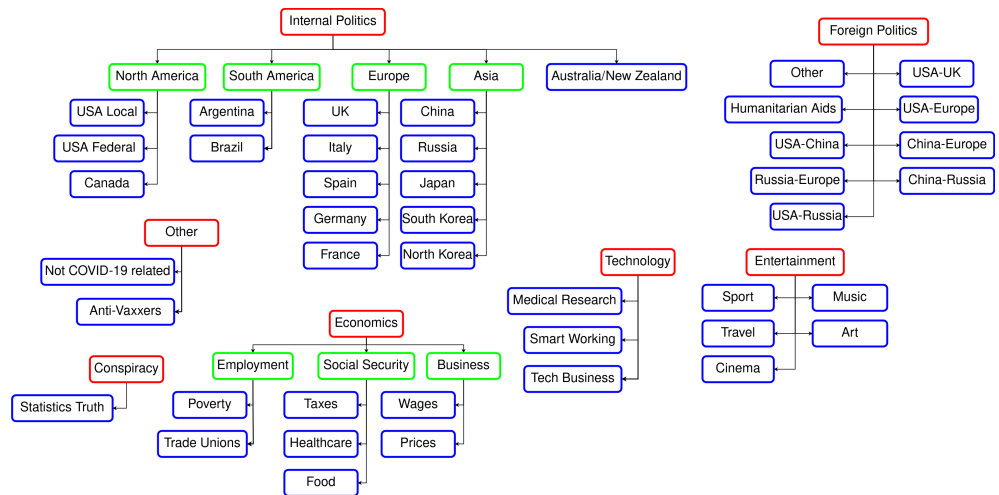 Internal Politics
North America
South America
Europe
Asia
Australia/New Zealand
USA Local
USA Federal
Canada
Argentina
Brazil
UK
Italy
Spain
Germany
France
China
Russia
Japan
South Korea
North Korea
Foreign Politics
Other
USA-UK
Humanitarian Aids
USA-Europe
USA-China
China-Europe
Russia-Europe
China-Russia
USA-Russia
Other
Not COVID-19 related
Anti-Vaxxers
Technology
Medical Research
Smart Working
Tech Business
Entertainment
Sport
Music
Travel
Art
Cinema
Economics
Employment
Social Security
Business
Poverty
Trade Unions
Taxes
Healthcare
Food
Wages
Prices
Conspiracy
Statistics Truth